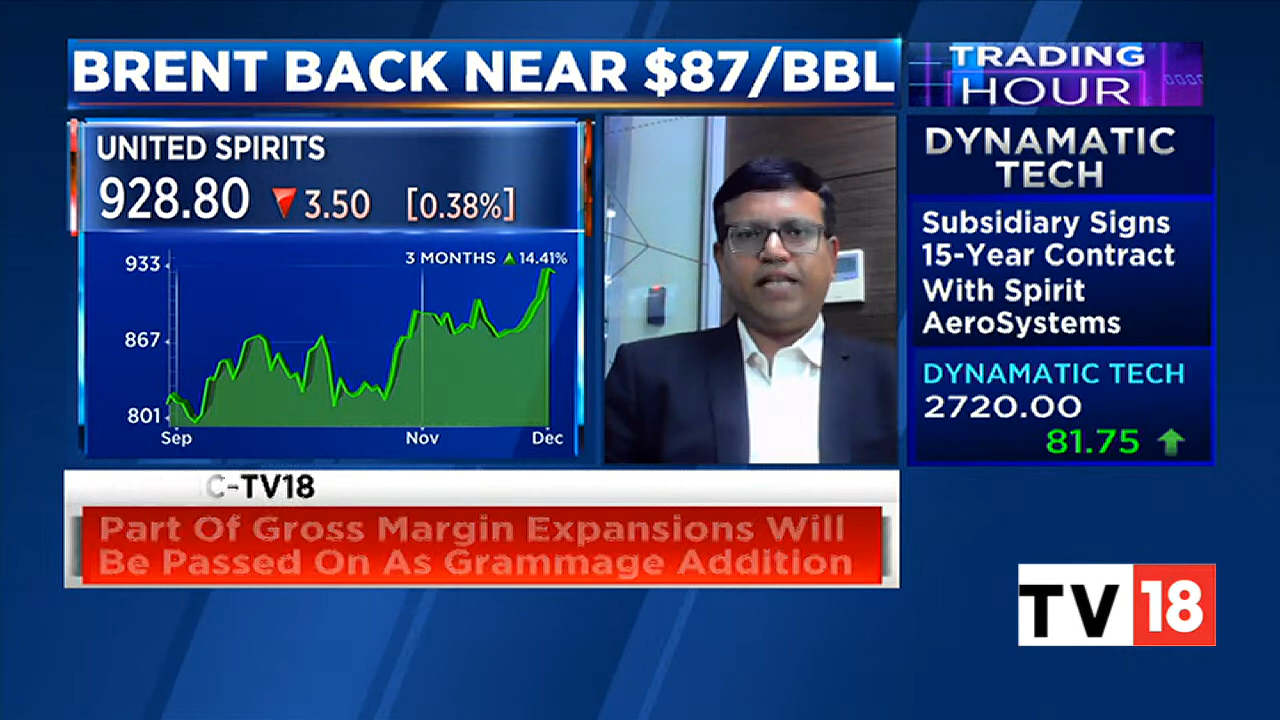 BRENT BACK NEAR $87/BBL
TRADING
HOUR
UNITED SPIRITS
928.80 ▼ 3.50 [0.38%]
3 MONTHS ▲ 14.41%
933
867
801
Sep Nov Dec
DYNAMATIC
TECH
Subsidiary Signs
15-Year Contract
With Spirit
AeroSystems
DYNAMATIC TECH
2720.00
81.75 ↑
C-TV18
Part Of Gross Margin Expansions Will
Be Passed On As Grammage Addition
TV18